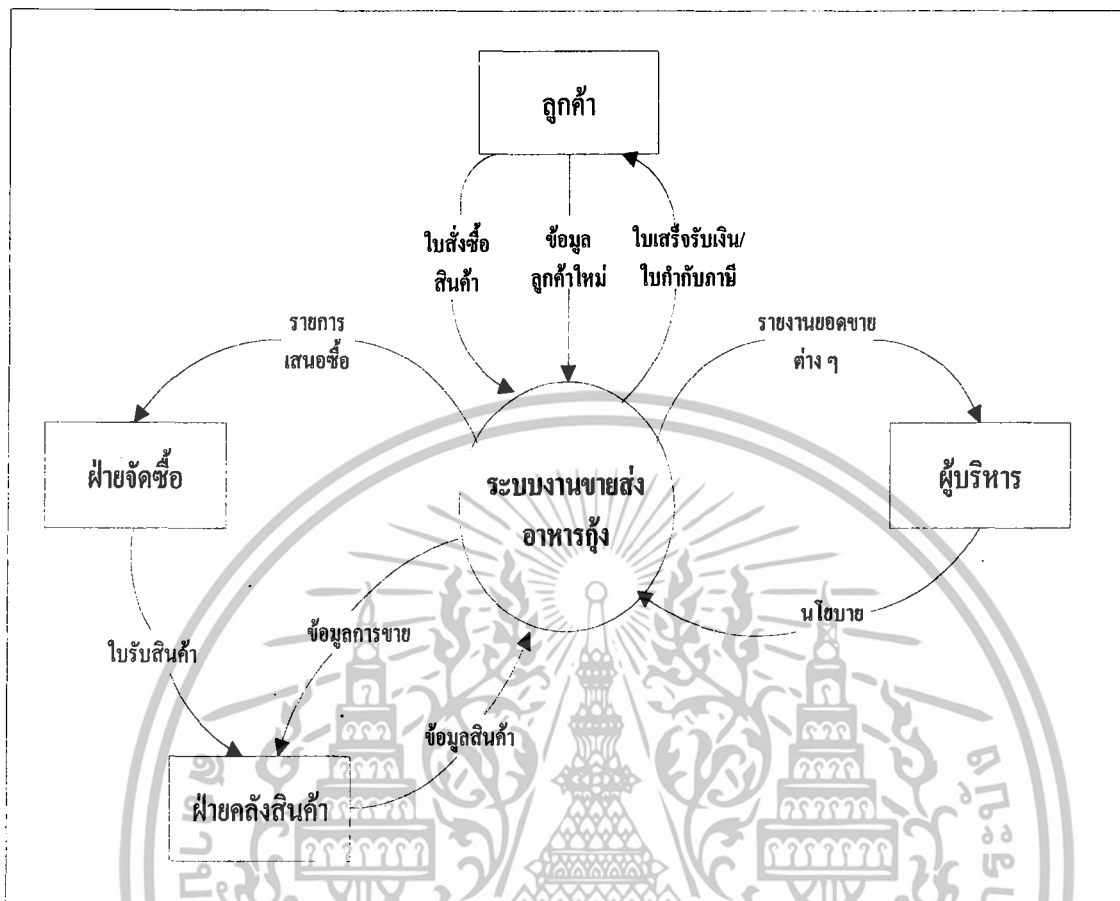 ลูกค้า
ใบสั่งซื้อ
สินค้า
ข้อมูล
ลูกค้าใหม่
ใบเสร็จรับเงิน/
ใบกำกับภาษี
รายการ
เสนอซื้อ
รายงานยอดขาย
ต่าง ๆ
ฝ่ายจัดซื้อ
ระบบงานขายส่ง
อาหารกุ้ง
ผู้บริหาร
นโยบาย
ข้อมูลการขาย
ใบรับสินค้า
ข้อมูลสินค้า
ฝ่ายคลังสินค้า